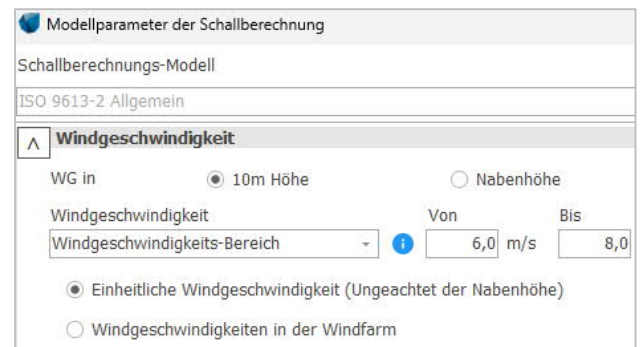 Modellparameter der Schallberechnung
Schallberechnungs-Modell
ISO 9613-2 Allgemein
Windgeschwindigkeit
WG in 10m Höhe Nabenhöhe
Windgeschwindigkeit Von Bis
Windgeschwindigkeits-Bereich 6,0 m/s 8,0
Einheitliche Windgeschwindigkeit (Ungeachtet der Nabenhöhe)
Windgeschwindigkeiten in der Windfarm